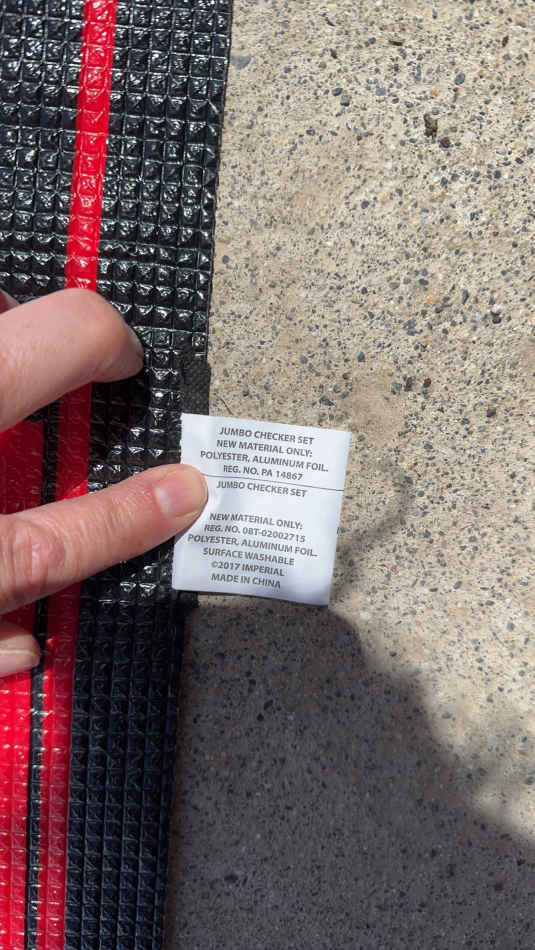 JUMBO CHECKER SET
NEW MATERIAL ONLY:
POLYESTER, ALUMINUM FOIL.
REG. NO. PA 14867
JUMBO CHECKER SET
NEW MATERIAL ONLY:
REG. NO. 08T-02002715
POLYESTER, ALUMINUM FOIL.
SURFACE WASHABLE
©2017 IMPERIAL
MADE IN CHINA